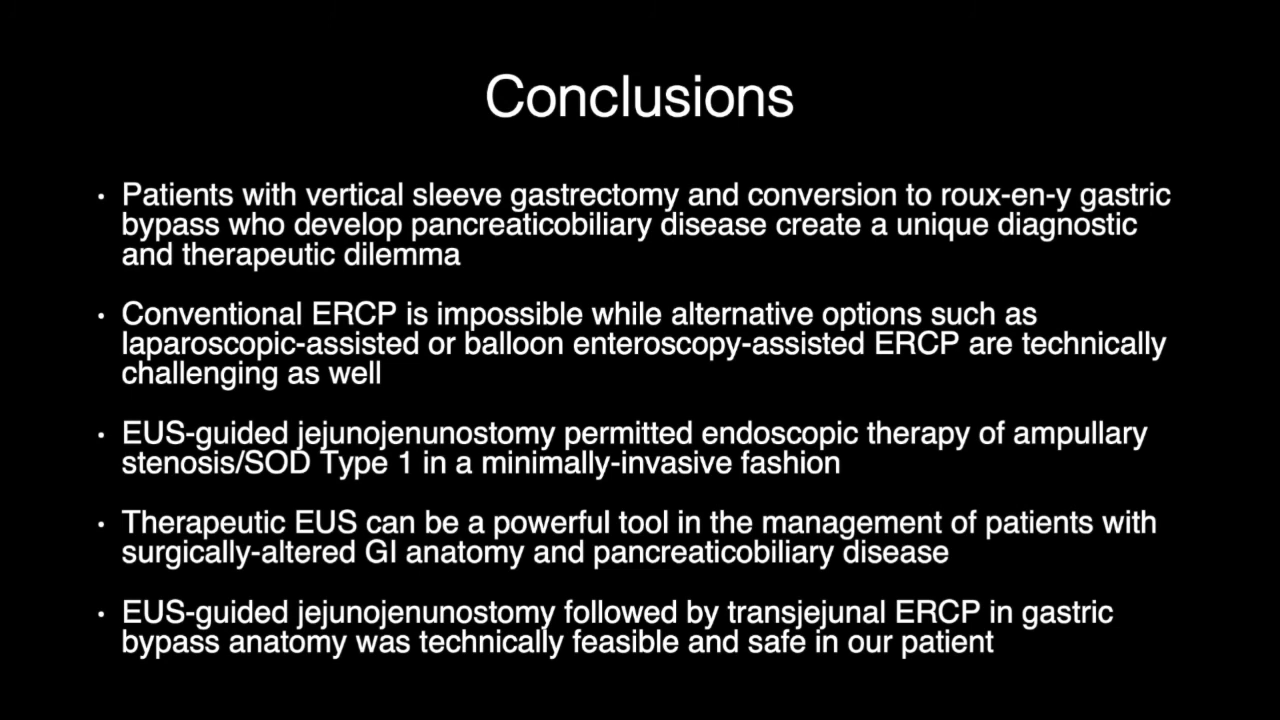 Conclusions
• Patients with vertical sleeve gastrectomy and conversion to roux-en-y gastric
bypass who develop pancreaticobiliary disease create a unique diagnostic
and therapeutic dilemma
• Conventional ERCP is impossible while alternative options such as
laparoscopic-assisted or balloon enteroscopy-assisted ERCP are technically
challenging as well
• EUS-guided jejunojenunostomy permitted endoscopic therapy of ampullary
stenosis/SOD Type 1 in a minimally-invasive fashion
• Therapeutic EUS can be a powerful tool in the management of patients with
surgically-altered GI anatomy and pancreaticobiliary disease
• EUS-guided jejunojenunostomy followed by transjejunal ERCP in gastric
bypass anatomy was technically feasible and safe in our patient